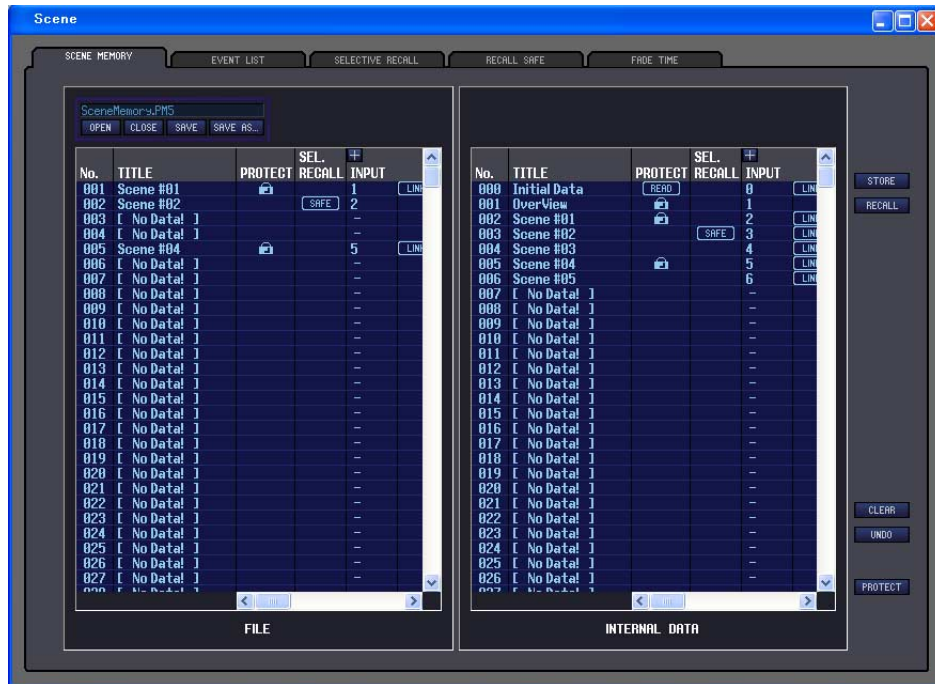 Scene
SCENE MEMORY EVENT LIST SELECTIVE RECALL RECALL SAFE FADE TIME
SceneMemory.PM5
OPEN CLOSE SAVE SAVE AS...
No. TITLE PROTECT SEL. RECALL INPUT
001 Scene #01 1 LIN
002 Scene #02 SAFE 2
003 [ No Data! ] -
004 [ No Data! ] -
005 Scene #04 5 LIN
006 [ No Data! ] -
007 [ No Data! ] -
008 [ No Data! ] -
009 [ No Data! ] -
010 [ No Data! ] -
011 [ No Data! ] -
012 [ No Data! ] -
013 [ No Data! ] -
014 [ No Data! ] -
015 [ No Data! ] -
016 [ No Data! ] -
017 [ No Data! ] -
018 [ No Data! ] -
019 [ No Data! ] -
020 [ No Data! ] -
021 [ No Data! ] -
022 [ No Data! ] -
023 [ No Data! ] -
024 [ No Data! ] -
025 [ No Data! ] -
026 [ No Data! ] -
027 [ No Data! ] -
FILE
No. TITLE PROTECT SEL. RECALL INPUT
000 Initial Data READ 0 LIN
001 OverView 1
002 Scene #01 2 LIN
003 Scene #02 SAFE 3 LIN
004 Scene #03 4 LIN
005 Scene #04 5 LIN
006 Scene #05 6 LIN
007 [ No Data! ] -
008 [ No Data! ] -
009 [ No Data! ] -
010 [ No Data! ] -
011 [ No Data! ] -
012 [ No Data! ] -
013 [ No Data! ] -
014 [ No Data! ] -
015 [ No Data! ] -
016 [ No Data! ] -
017 [ No Data! ] -
018 [ No Data! ] -
019 [ No Data! ] -
020 [ No Data! ] -
021 [ No Data! ] -
022 [ No Data! ] -
023 [ No Data! ] -
024 [ No Data! ] -
025 [ No Data! ] -
026 [ No Data! ] -
INTERNAL DATA
STORE
RECALL
CLEAR
UNDO
PROTECT